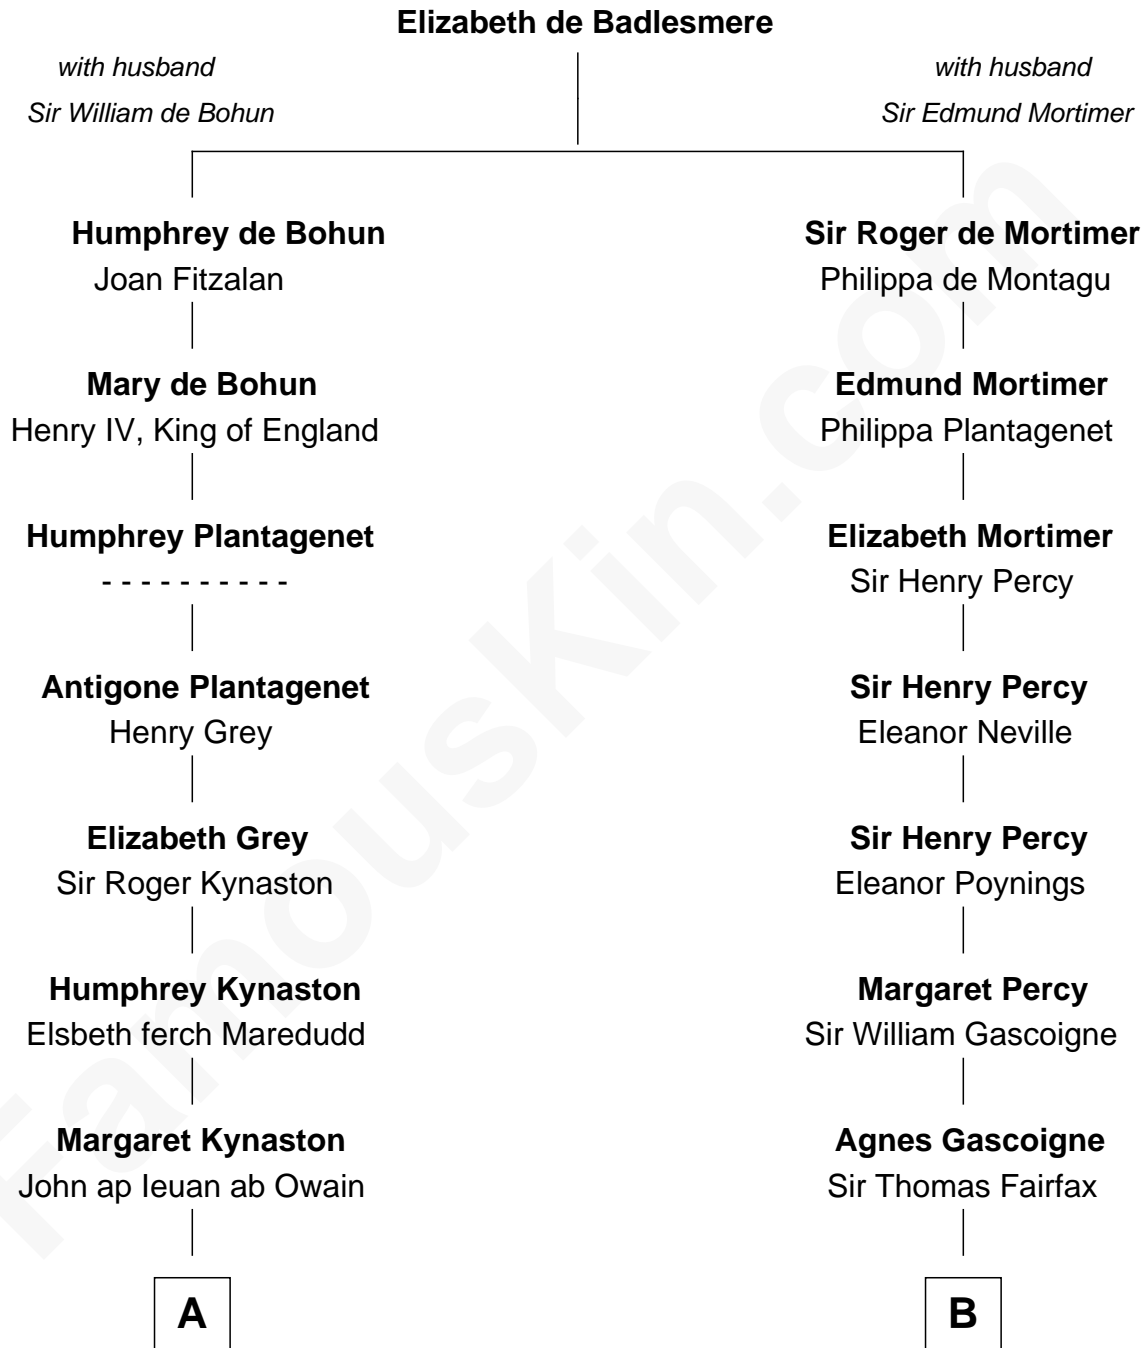 Elizabeth de Badlesmere
with husband
Sir William de Bohun
with husband
Sir Edmund Mortimer
Humphrey de Bohun
Joan Fitzalan
Mary de Bohun
Henry IV, King of England
Humphrey Plantagenet
- - - - - - - - - -
Antigone Plantagenet
Henry Grey
Elizabeth Grey
Sir Roger Kynaston
Humphrey Kynaston
Elsbeth ferch Maredudd
Margaret Kynaston
John ap Ieuan ab Owain
A
Sir Roger de Mortimer
Philippa de Montagu
Edmund Mortimer
Philippa Plantagenet
Elizabeth Mortimer
Sir Henry Percy
Sir Henry Percy
Eleanor Neville
Sir Henry Percy
Eleanor Poynings
Margaret Percy
Sir William Gascoigne
Agnes Gascoigne
Sir Thomas Fairfax
B
FamousKin.com